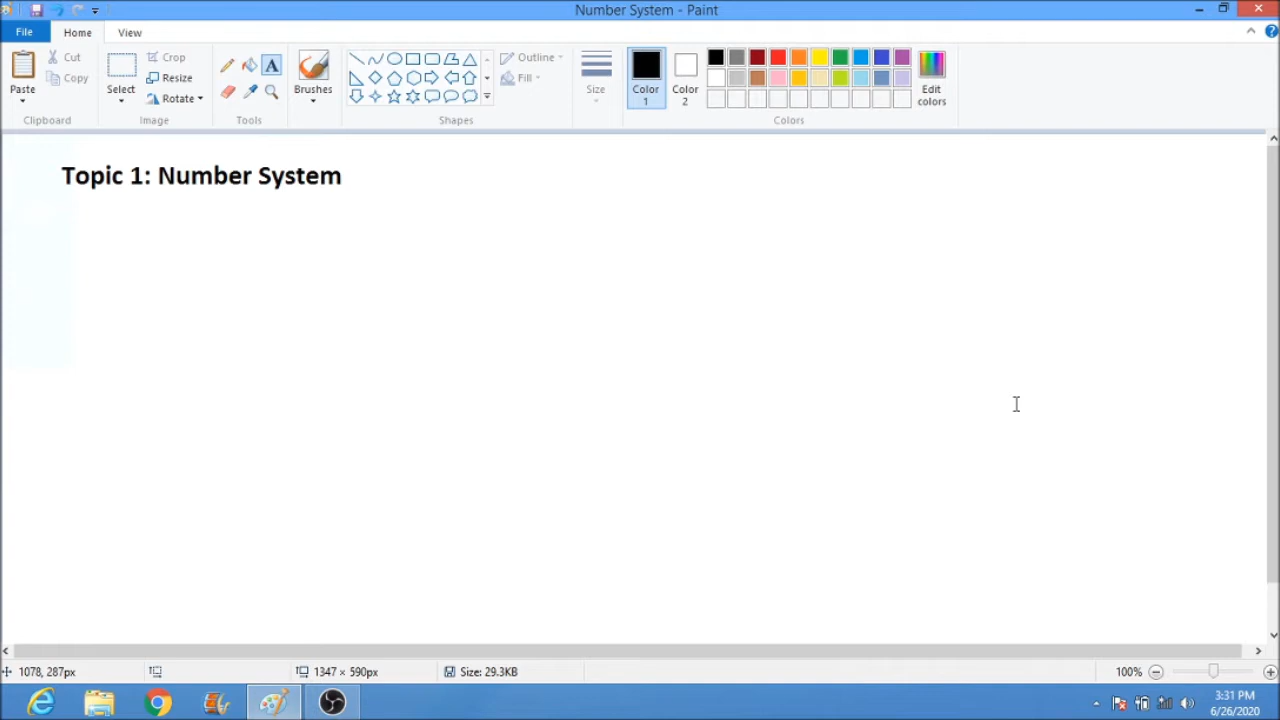 Number System - Paint
File Home View
Paste
Cut
Copy
Clipboard
Select
Crop
Resize
Rotate
Image
A
Tools
Brushes
Outline
Fill
Shapes
Size
Color 1
Color 2
Edit colors
Colors
Topic 1: Number System
1078, 287px
1347 × 590px
Size: 29.3KB
100%
3:31 PM
6/26/2020